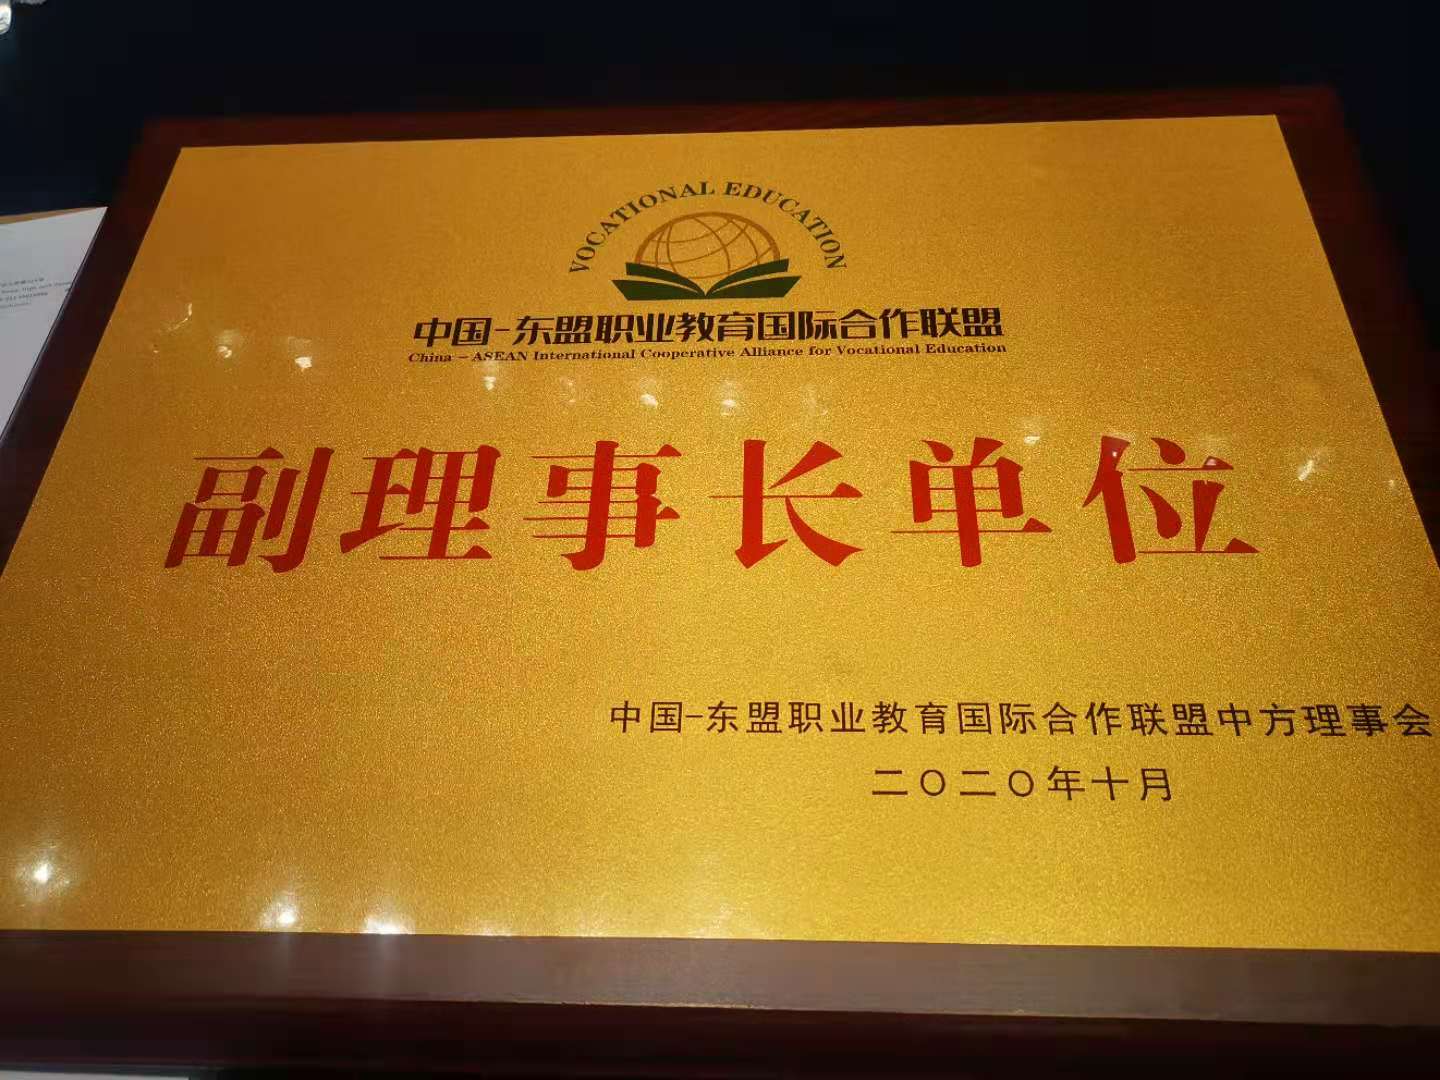 VOCATIONAL EDUCATION
中国-东盟职业教育国际合作联盟
China - ASEAN International Cooperative Alliance for Vocational Education
副理事长单位
中国-东盟职业教育国际合作联盟中方理事会
二〇二〇年十月